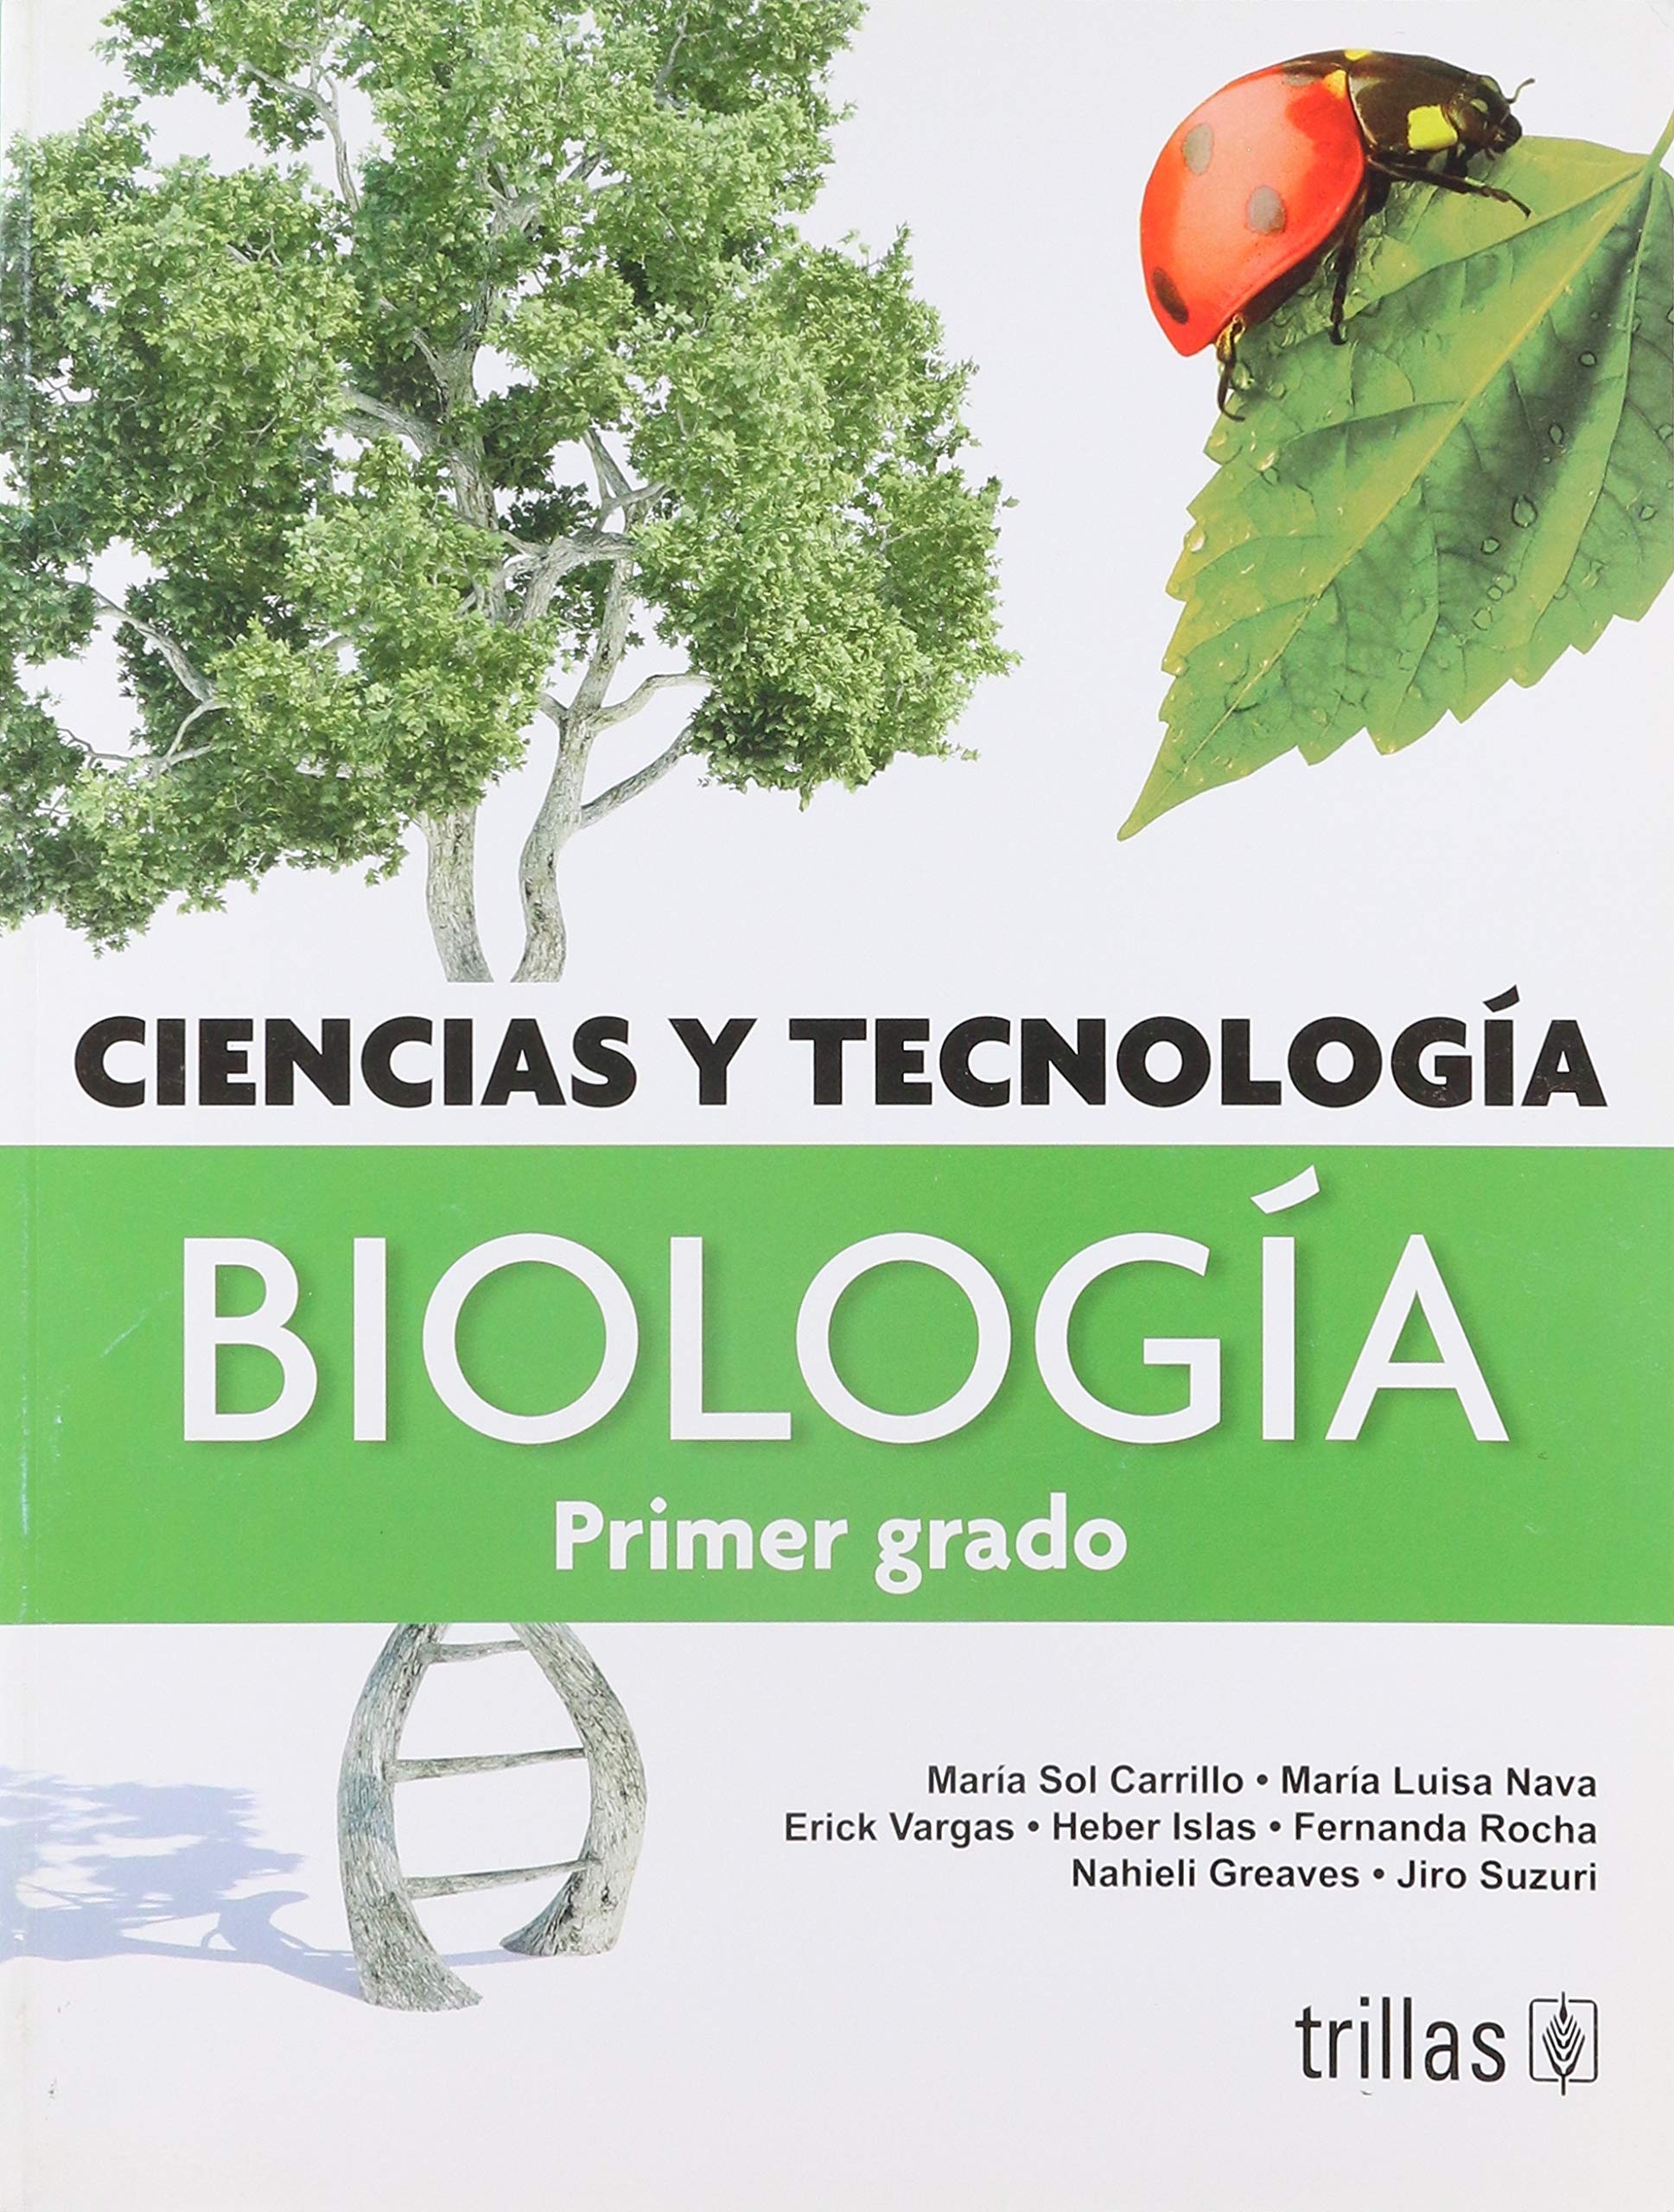 CIENCIAS Y TECNOLOGÍA
BIOLOGÍA
Primer grado
María Sol Carrillo • María Luisa Nava
Erick Vargas • Heber Islas • Fernanda Rocha
Nahieli Greaves • Jiro Suzuri
trillas